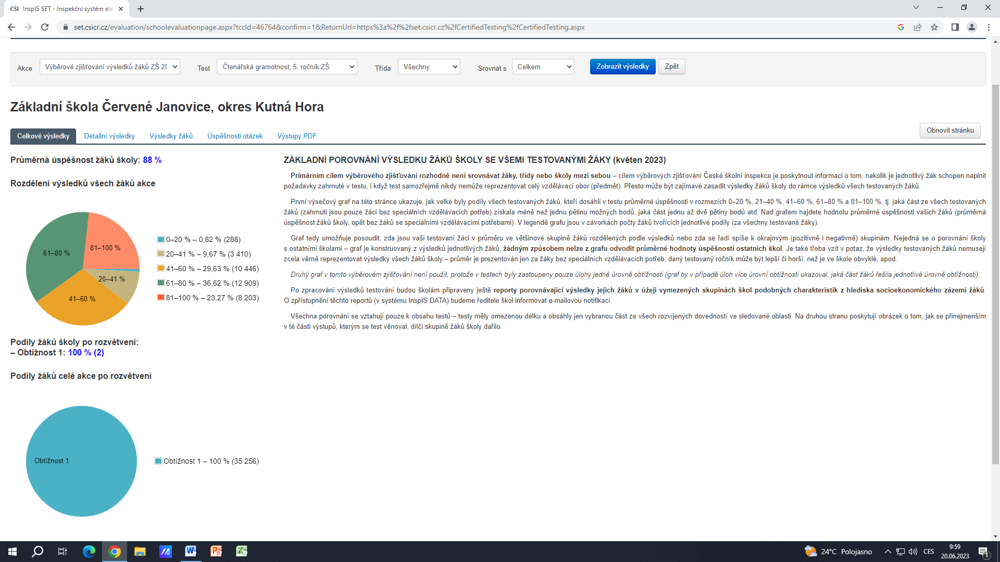 ČŠI InspIS SET - Inspekční systém ele
set.csicr.cz/evaluation/schoolevaluationpage.aspx?tccId=46764&confirm=1&ReturnUrl=https%3a%2f%2fset.csicr.cz%2fCertifiedTesting%2fCertifiedTesting.aspx
Akce Výběrové zjišťování výsledků žáků ZŠ 20 Test Čtenářská gramotnost, 5. ročník ZŠ Třída Všechny Srovnat s Celkem Zobrazit výsledky Zpět
Základní škola Červené Janovice, okres Kutná Hora
Obnovit stránku
Celkové výsledky Detailní výsledky Výsledky žáků Úspěšnosti otázek Výstupy PDF
Průměrná úspěšnost žáků školy: 88 %
Rozdělení výsledků všech žáků akce
81–100 %
61–80 %
20–41 %
41–60 %
0–20 % – 0,82 % (288)
20–41 % – 9,67 % (3 410)
41–60 % – 29,63 % (10 446)
61–80 % – 36,62 % (12 909)
81–100 % – 23,27 % (8 203)
Podíly žáků školy po rozvětvení:
– Obtížnost 1: 100 % (2)
Podíly žáků celé akce po rozvětvení
Obtížnost 1
Obtížnost 1 – 100 % (35 256)
ZÁKLADNÍ POROVNÁNÍ VÝSLEDKU ŽÁKŮ ŠKOLY SE VŠEMI TESTOVANÝMI ŽÁKY (květen 2023)
Primárním cílem výběrového zjišťování rozhodně není srovnávat žáky, třídy nebo školy mezi sebou – cílem výběrových zjišťování České školní inspekce je poskytnout informaci o tom, nakolik je jednotlivý žák schopen naplnit
požadavky zahrnuté v testu, i když test samozřejmě nikdy nemůže reprezentovat celý vzdělávací obor (předmět). Přesto může být zajímavé zasadit výsledky žáků školy do rámce výsledků všech testovaných žáků.
První výsečový graf na této stránce ukazuje, jak velké byly podíly všech testovaných žáků, kteří dosáhli v testu průměrné úspěšnosti v rozmezích 0–20 %, 21–40 %, 41–60 %, 61–80 % a 81–100 %, tj. jaká část ze všech testovaných
žáků (zahrnuti jsou pouze žáci bez speciálních vzdělávacích potřeb) získala méně než jednu pětinu možných bodů, jaká část jednu až dvě pětiny bodů atd. Nad grafem najdete hodnotu průměrné úspěšnosti vašich žáků (průměrná
úspěšnost žáků školy, opět bez žáků se speciálními vzdělávacími potřebami). V legendě grafu jsou v závorkách počty žáků tvořících jednotlivé podíly (za všechny testované žáky).
Graf tedy umožňuje posoudit, zda jsou vaši testovaní žáci v průměru ve většinové skupině žáků rozdělených podle výsledků nebo zda se řadí spíše k okrajovým (pozitivně i negativně) skupinám. Nejedná se o porovnání školy
s ostatními školami – graf je konstruovaný z výsledků jednotlivých žáků, žádným způsobem nelze z grafu odvodit průměrné hodnoty úspěšností ostatních škol. Je také třeba vzít v potaz, že výsledky testovaných žáků nemusejí
zcela věrně reprezentovat výsledky všech žáků školy – průměr je prezentován jen za žáky bez speciálních vzdělávacích potřeb, daný testovaný ročník může být lepší či horší, než je ve škole obvyklé, apod.
Druhý graf v tomto výběrovém zjišťování není použit, protože v testech byly zastoupeny pouze úlohy jedné úrovně obtížnosti (graf by v případě úloh více úrovní obtížnosti ukazoval, jaká část žáků řešila jednotlivé úrovně obtížnosti).
Po zpracování výsledků testování budou školám připraveny ještě reporty porovnávající výsledky jejich žáků v úžeji vymezených skupinách škol podobných charakteristik z hlediska socioekonomického zázemí žáků.
O zpřístupnění těchto reportů (v systému InspIS DATA) budeme ředitele škol informovat e-mailovou notifikací.
Všechna porovnání se vztahují pouze k obsahu testů – testy měly omezenou délku a obsáhly jen vybranou část ze všech rozvíjených dovedností ve sledované oblasti. Na druhou stranu poskytují obrázek o tom, jak se přinejmenším
v té části výstupů, kterým se test věnoval, dílčí skupině žáků školy dařilo.
24°C Polojasno CES 9:59
20.06.2023 1